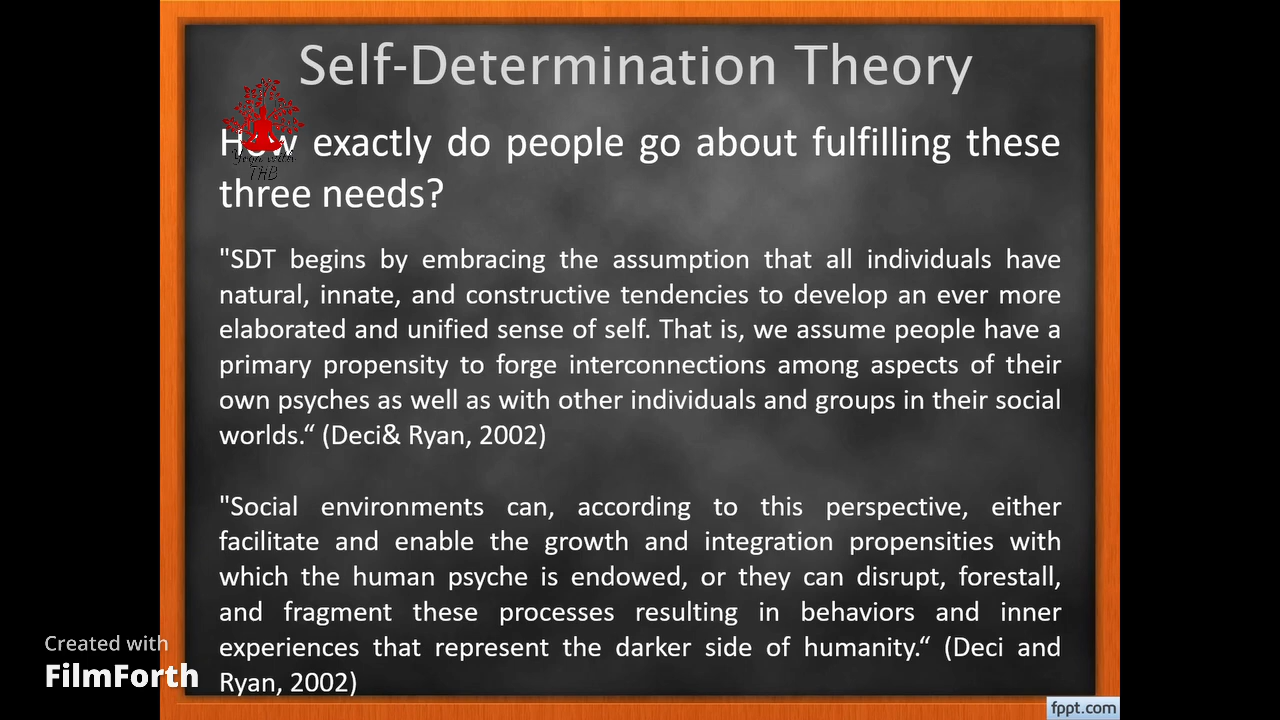 Self-Determination Theory
How exactly do people go about fulfilling these
three needs?
Yoga with
THB
"SDT begins by embracing the assumption that all individuals have
natural, innate, and constructive tendencies to develop an ever more
elaborated and unified sense of self. That is, we assume people have a
primary propensity to forge interconnections among aspects of their
own psyches as well as with other individuals and groups in their social
worlds.“ (Deci& Ryan, 2002)
"Social environments can, according to this perspective, either
facilitate and enable the growth and integration propensities with
which the human psyche is endowed, or they can disrupt, forestall,
and fragment these processes resulting in behaviors and inner
experiences that represent the darker side of humanity.“ (Deci and
Ryan, 2002)
Created with
FilmForth
fppt.com